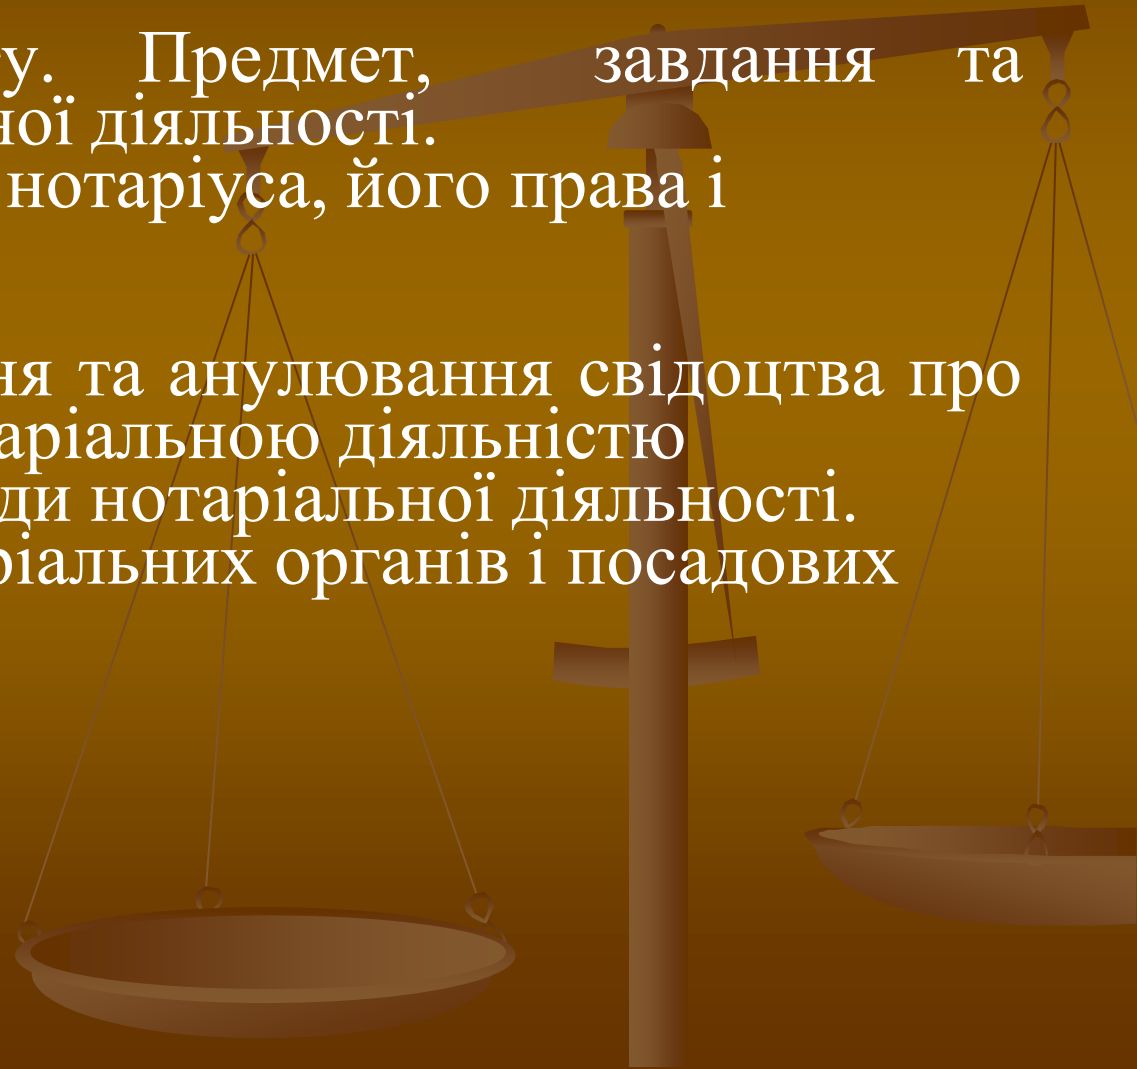 у. Предмет, завдання та
ної діяльності.
нотаріуса, його права і
ня та анулювання свідоцтва про
аріальною діяльністю
ди нотаріальної діяльності.
ріальних органів і посадових